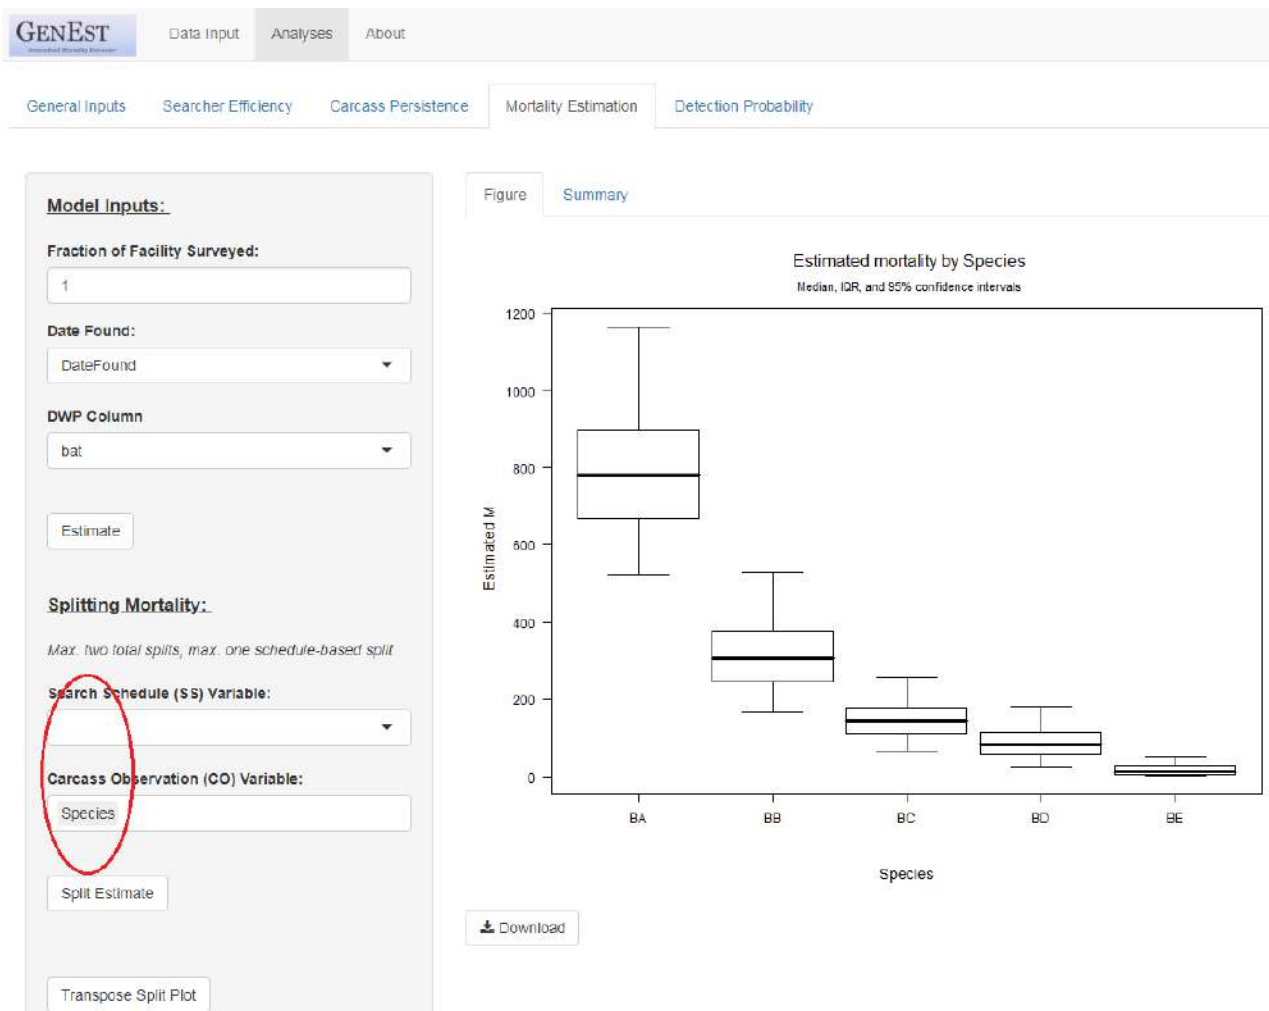 GENEST
Data Input Analyses About
General Inputs Searcher Efficiency Carcass Persistence Mortality Estimation Detection Probability
Model Inputs:
Fraction of Facility Surveyed:
1
Date Found:
DateFound
DWP Column
bat
Estimate
Splitting Mortality:
Max. two total splits, max. one schedule-based split
Search Schedule (SS) Variable:
Carcass Observation (CO) Variable:
Species
Split Estimate
Transpose Split Plot
Figure Summary
Estimated mortality by Species
Median, IQR, and 95% confidence intervals
Estimated M
1200
1000
800
600
400
200
0
BA BB BC BD BE
Species
Download